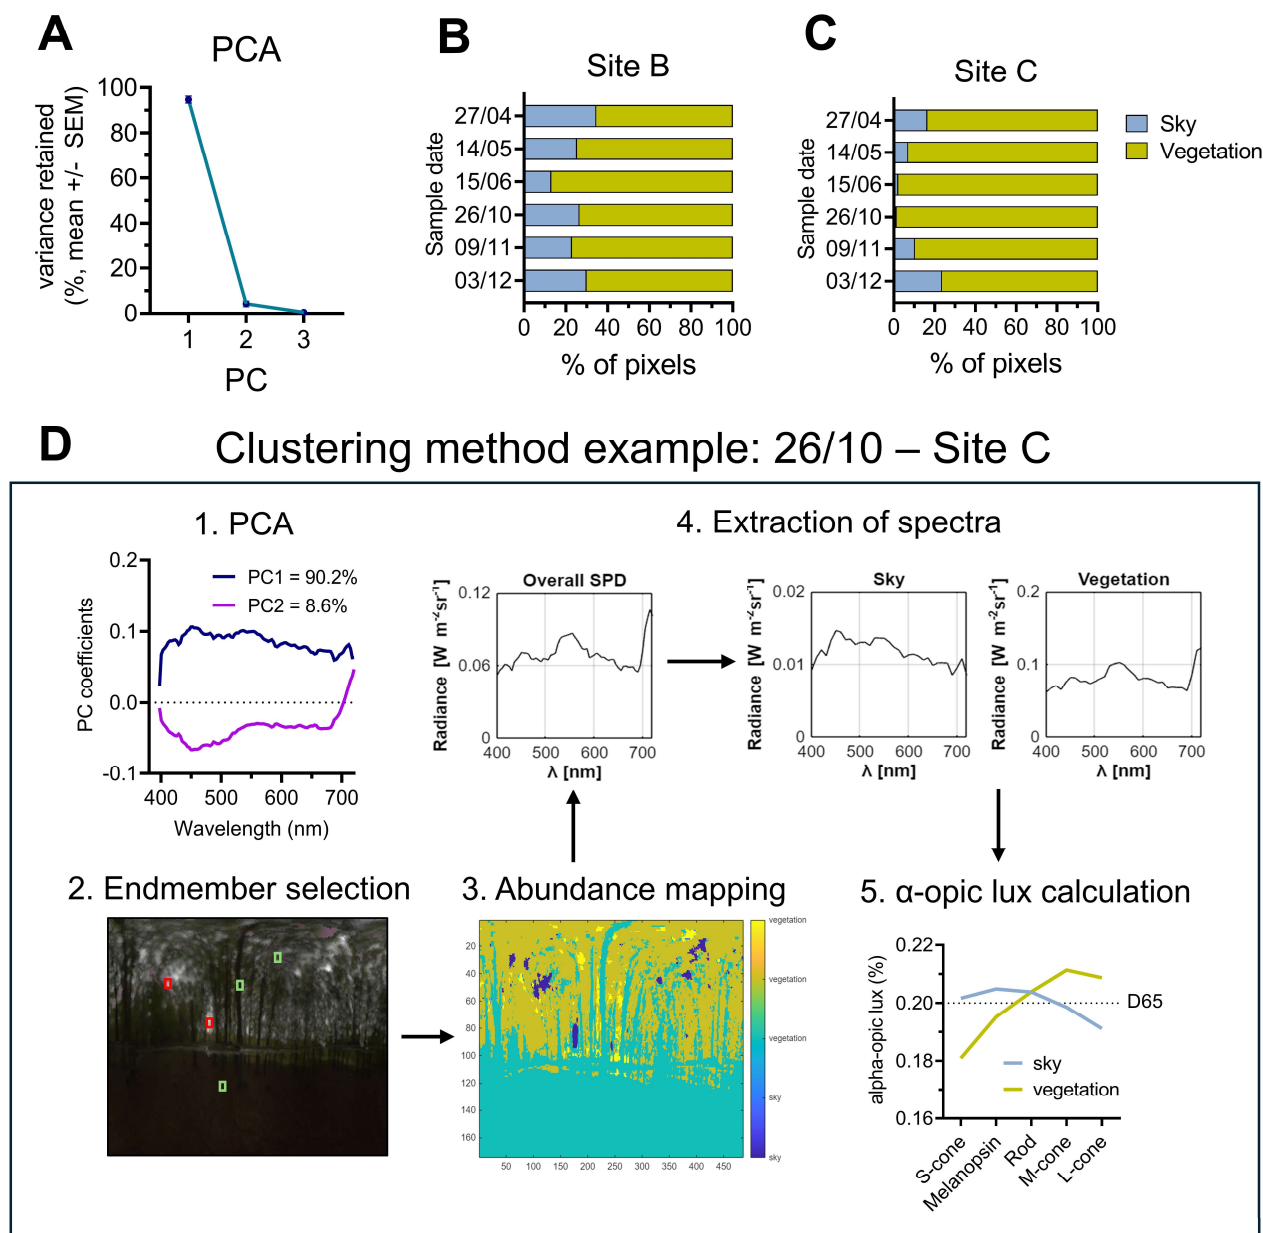 A
PCA
variance retained
(%, mean +/- SEM)
100
80
60
40
20
0
1 2 3
PC
B
Site B
Sample date
27/04
14/05
15/06
26/10
09/11
03/12
0 20 40 60 80 100
% of pixels
C
Site C
Sample date
27/04
14/05
15/06
26/10
09/11
03/12
0 20 40 60 80 100
% of pixels
Sky
Vegetation
D
Clustering method example: 26/10 – Site C
1. PCA
PC coefficients
0.2
0.1
0.0
-0.1
PC1 = 90.2%
PC2 = 8.6%
400 500 600 700
Wavelength (nm)
4. Extraction of spectra
Overall SPD
Radiance [W m-2sr-1]
0.12
0.06
0
400 500 600 700
λ [nm]
Sky
Radiance [W m-2sr-1]
0.02
0.01
0
400 500 600 700
λ [nm]
Vegetation
Radiance [W m-2sr-1]
0.2
0.1
0
400 500 600 700
λ [nm]
2. Endmember selection
3. Abundance mapping
20
40
60
80
100
120
140
160
50 100 150 200 250 300 350 400 450
vegetation
vegetation
vegetation
sky
sky
5. α-opic lux calculation
alpha-opic lux (%)
0.22
0.20
0.18
0.16
D65
sky
vegetation
S-cone
Melanopsin
Rod
M-cone
L-cone